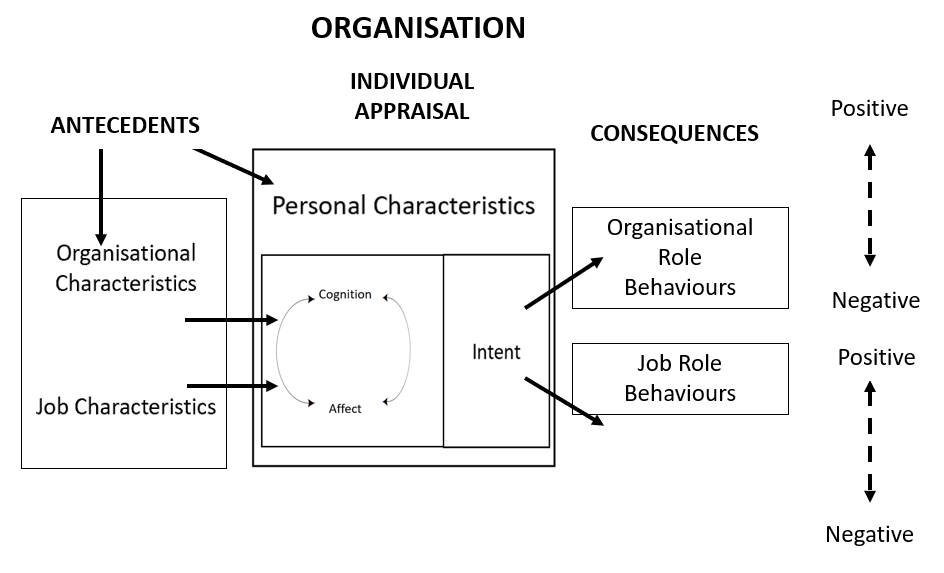 ORGANISATION
INDIVIDUAL
APPRAISAL
ANTECEDENTS
CONSEQUENCES
Positive
Personal Characteristics
Organisational
Characteristics
Organisational
Role
Behaviours
Cognition
Negative
Intent
Positive
Job Role
Behaviours
Job Characteristics
Affect
Negative